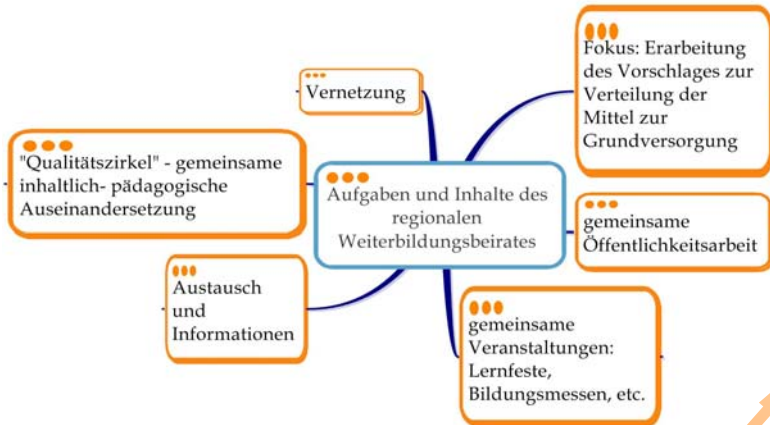 Vernetzung
"Qualitätszirkel" - gemeinsame
inhaltlich- pädagogische
Auseinandersetzung
Austausch
und
Informationen
Aufgaben und Inhalte des
regionalen
Weiterbildungsbeirates
Fokus: Erarbeitung
des Vorschlages zur
Verteilung der
Mittel zur
Grundversorgung
gemeinsame
Öffentlichkeitsarbeit
gemeinsame
Veranstaltungen:
Lernfeste,
Bildungsmessen, etc.